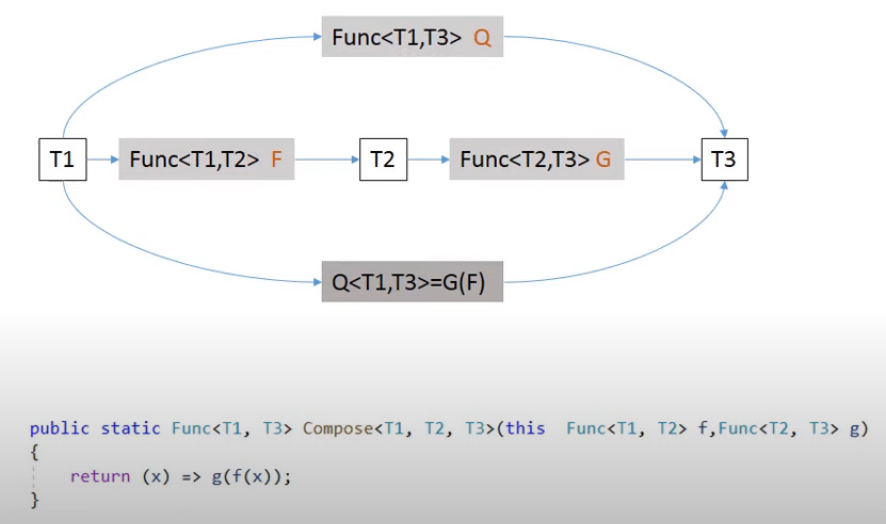 Func<T1,T3> Q
T1
Func<T1,T2> F
T2
Func<T2,T3> G
T3
Q<T1,T3>=G(F)
public static Func<T1, T3> Compose<T1, T2, T3>(this  Func<T1, T2> f,Func<T2, T3> g)
{
    return (x) => g(f(x));
}